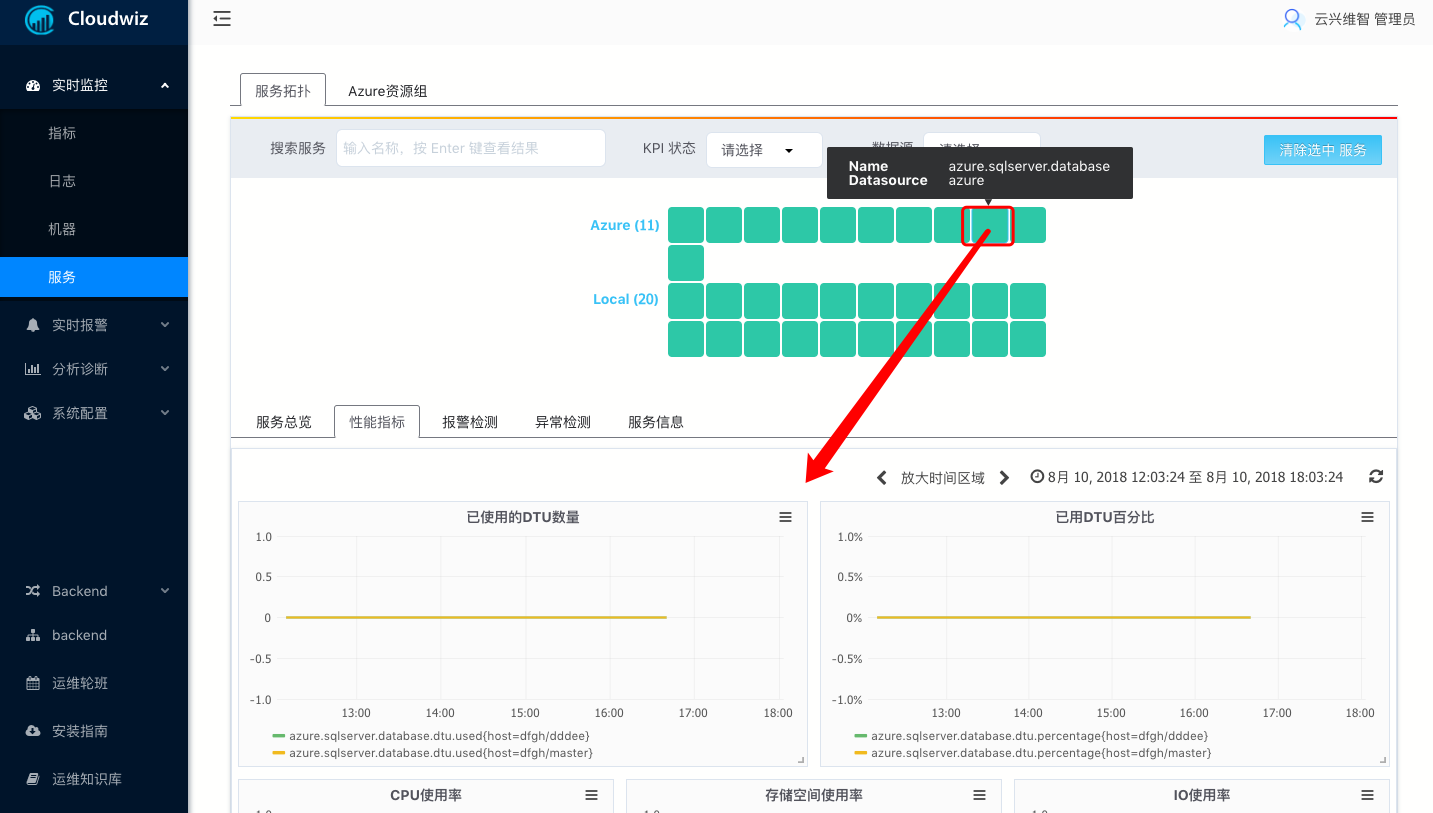 Cloudwiz
云兴维智 管理员
实时监控
指标
日志
机器
服务
实时报警
分析诊断
系统配置
Backend
backend
运维轮班
安装指南
运维知识库
服务拓扑 Azure资源组
搜索服务 输入名称，按 Enter 键查看结果 KPI 状态 请选择 清除选中 服务
Name azure.sqlserver.database
Datasource azure
Azure (11)
Local (20)
服务总览 性能指标 报警检测 异常检测 服务信息
放大时间区域 8月 10, 2018 12:03:24 至 8月 10, 2018 18:03:24
已使用的DTU数量
1.0
0.5
0
-0.5
-1.0
13:00 14:00 15:00 16:00 17:00 18:00
azure.sqlserver.database.dtu.used{host=dfgh/dddee}
azure.sqlserver.database.dtu.used{host=dfgh/master}
已用DTU百分比
1.0%
0.5%
0%
-0.5%
-1.0%
13:00 14:00 15:00 16:00 17:00 18:00
azure.sqlserver.database.dtu.percentage{host=dfgh/dddee}
azure.sqlserver.database.dtu.percentage{host=dfgh/master}
CPU使用率
存储空间使用率
IO使用率